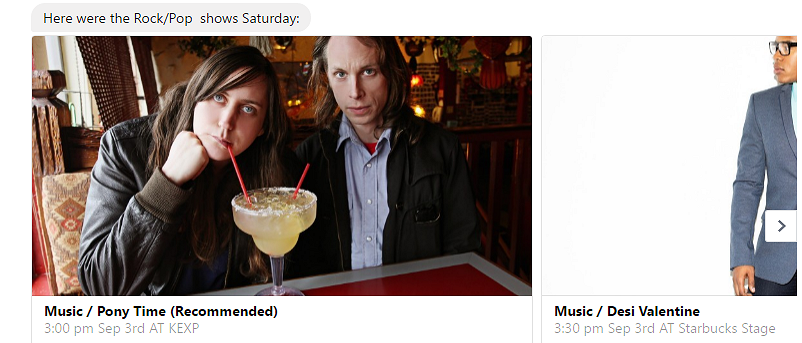 Here were the Rock/Pop  shows Saturday:
Music / Pony Time (Recommended)
3:00 pm Sep 3rd AT KEXP
Music / Desi Valentine
3:30 pm Sep 3rd AT Starbucks Stage